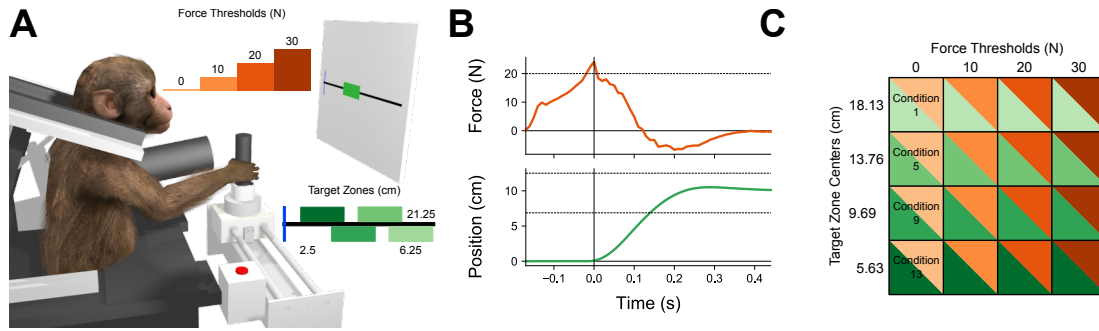 A
Force Thresholds (N)
0
10
20
30
Target Zones (cm)
21.25
2.5
6.25
B
Force (N)
20
10
0
Position (cm)
10
5
0
−0.1
0.0
0.1
0.2
0.3
0.4
Time (s)
C
Force Thresholds (N)
0
10
20
30
Target Zone Centers (cm)
18.13
13.76
9.69
5.63
Condition
1
Condition
5
Condition
9
Condition
13